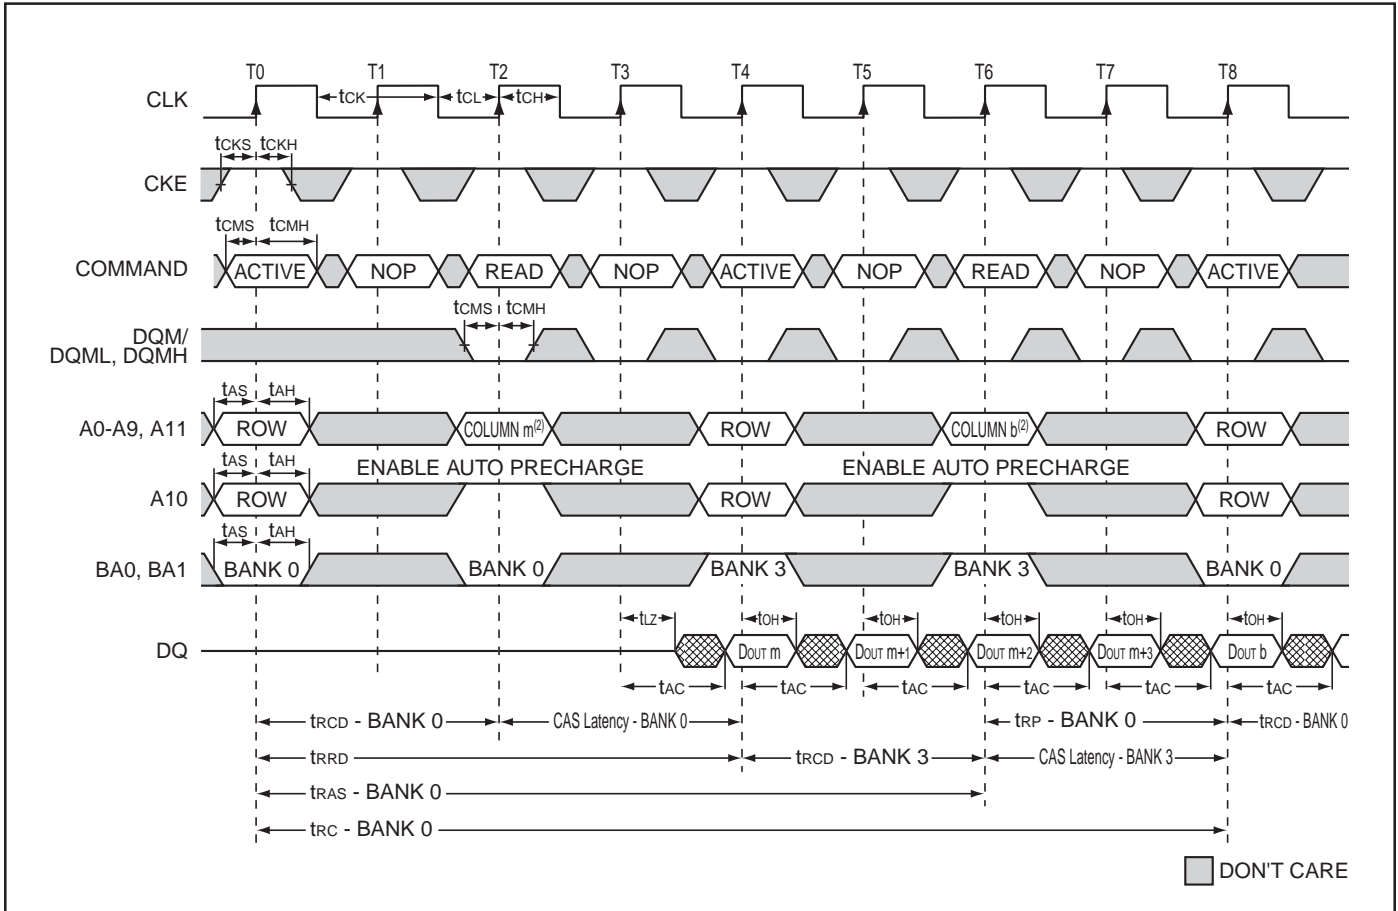 T0 T1 T2 T3 T4 T5 T6 T7 T8
CLK tCK tCL tCH
tCKS tCKH
CKE
tCMS tCMH
COMMAND ACTIVE NOP READ NOP ACTIVE NOP READ NOP ACTIVE
tCMS tCMH
DQM/
DQML, DQMH
tAS tAH
A0-A9, A11 ROW COLUMN m(2) ROW COLUMN b(2) ROW
tAS tAH ENABLE AUTO PRECHARGE ENABLE AUTO PRECHARGE
A10 ROW ROW ROW
tAS tAH
BA0, BA1 BANK 0 BANK 0 BANK 3 BANK 3 BANK 0
tLZ tOH tOH tOH tOH tOH
DQ DOUT m DOUT m+1 DOUT m+2 DOUT m+3 DOUT b
tAC tAC tAC tAC tAC tAC
tRCD - BANK 0 CAS Latency - BANK 0 tRP - BANK 0 tRCD - BANK 0
tRRD tRCD - BANK 3 CAS Latency - BANK 3
tRAS - BANK 0
tRC - BANK 0
DON'T CARE